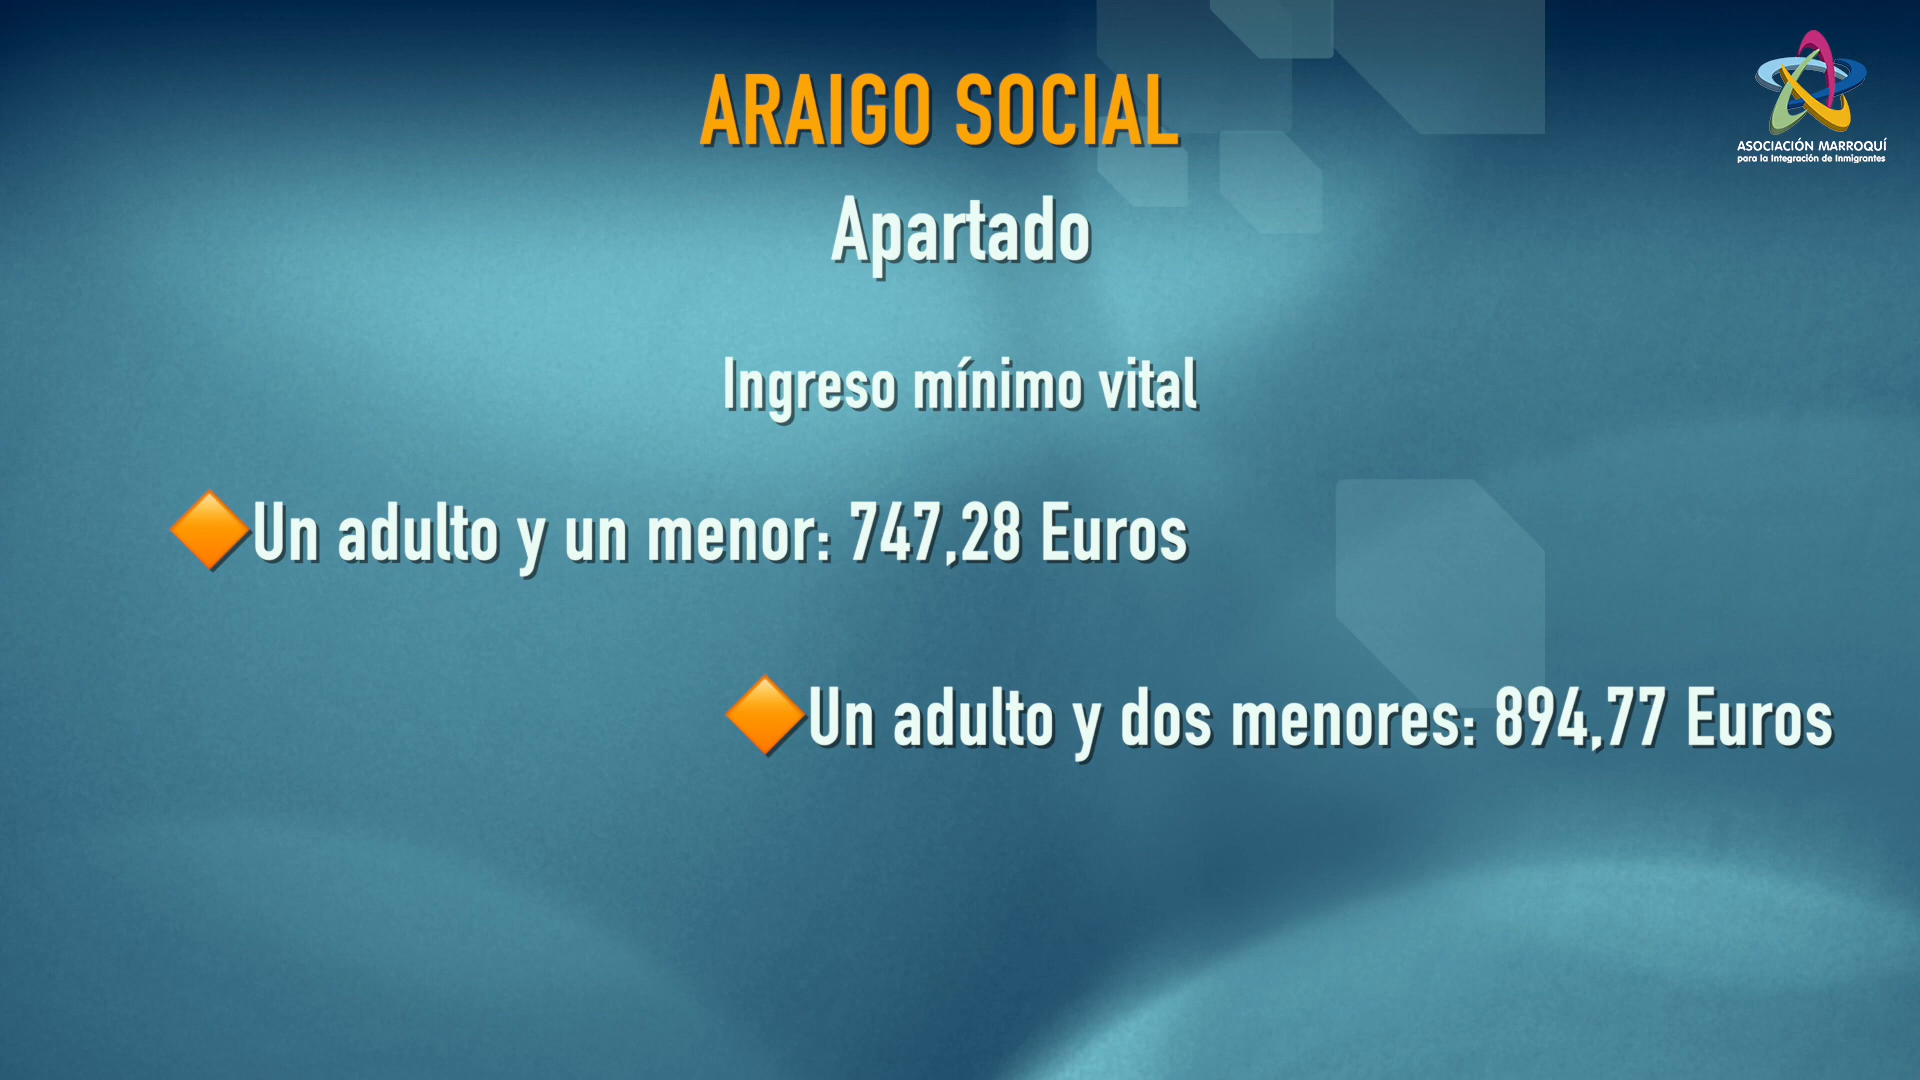 ARAIGO SOCIAL
ASOCIACIÓN MARROQUÍ
para la Integración de Inmigrantes
Apartado
Ingreso mínimo vital
Un adulto y un menor: 747,28 Euros
Un adulto y dos menores: 894,77 Euros